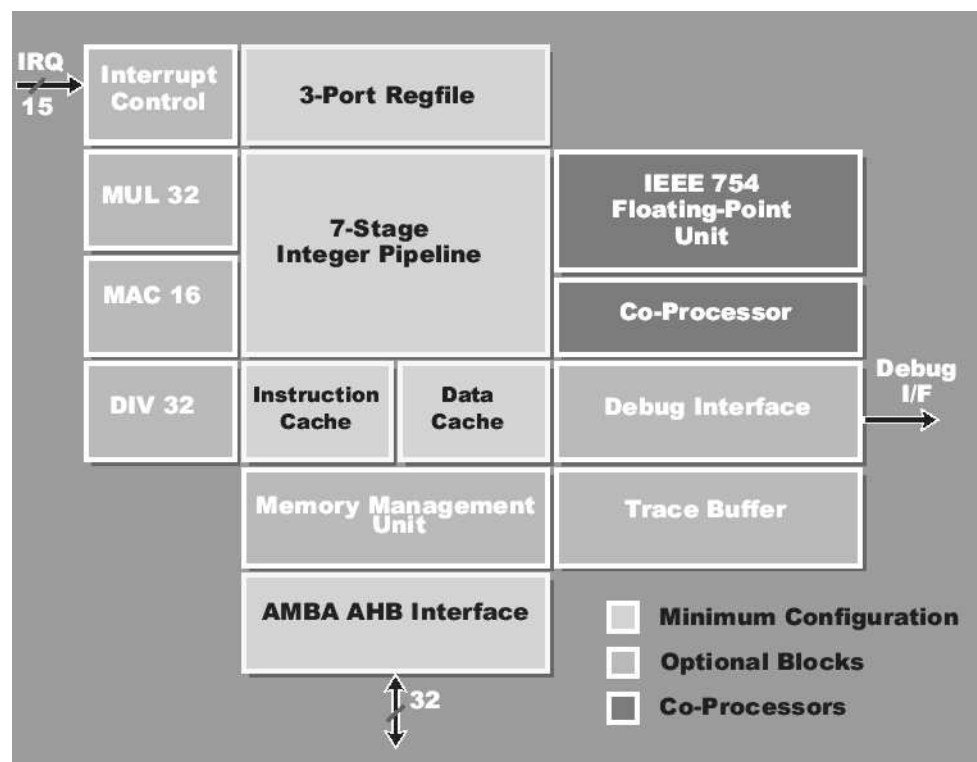 IRQ
15
Interrupt
Control
3-Port Regfile
MUL 32
7-Stage
Integer Pipeline
IEEE 754
Floating-Point
Unit
MAC 16
Co-Processor
DIV 32
Instruction
Cache
Data
Cache
Debug Interface
Debug
I/F
Memory Management
Unit
Trace Buffer
AMBA AHB Interface
32
Minimum Configuration
Optional Blocks
Co-Processors